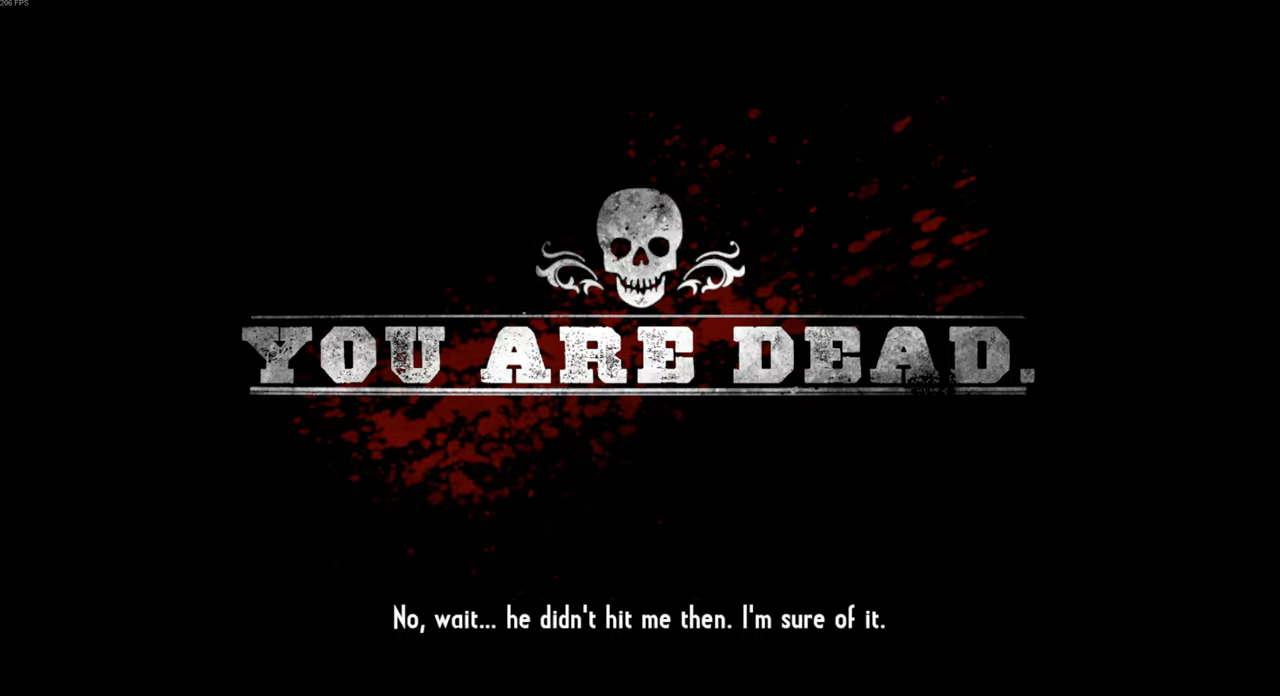 206 FPS
YOU ARE DEAD.
No, wait... he didn't hit me then. I'm sure of it.